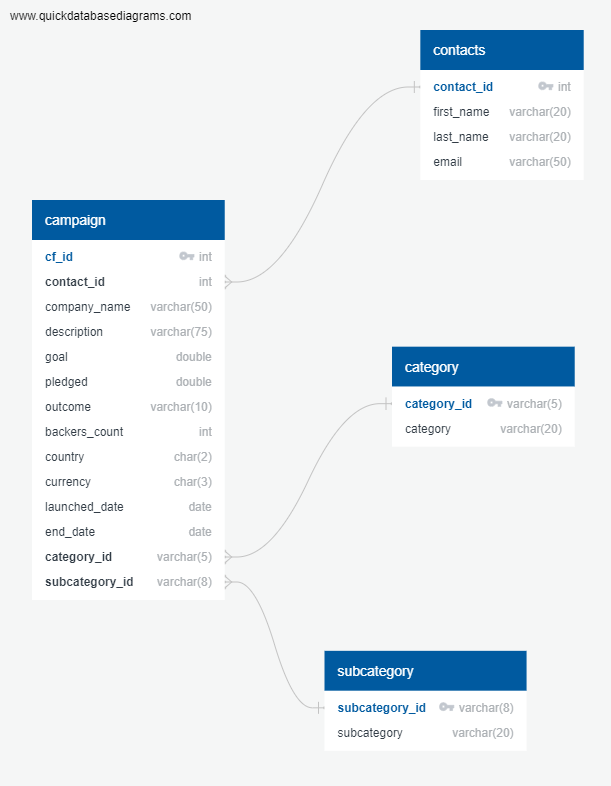 www.quickdatabasediagrams.com
contacts
contact_id int
first_name varchar(20)
last_name varchar(20)
email varchar(50)
campaign
cf_id int
contact_id int
company_name varchar(50)
description varchar(75)
goal double
pledged double
outcome varchar(10)
backers_count int
country char(2)
currency char(3)
launched_date date
end_date date
category_id varchar(5)
subcategory_id varchar(8)
category
category_id varchar(5)
category varchar(20)
subcategory
subcategory_id varchar(8)
subcategory varchar(20)